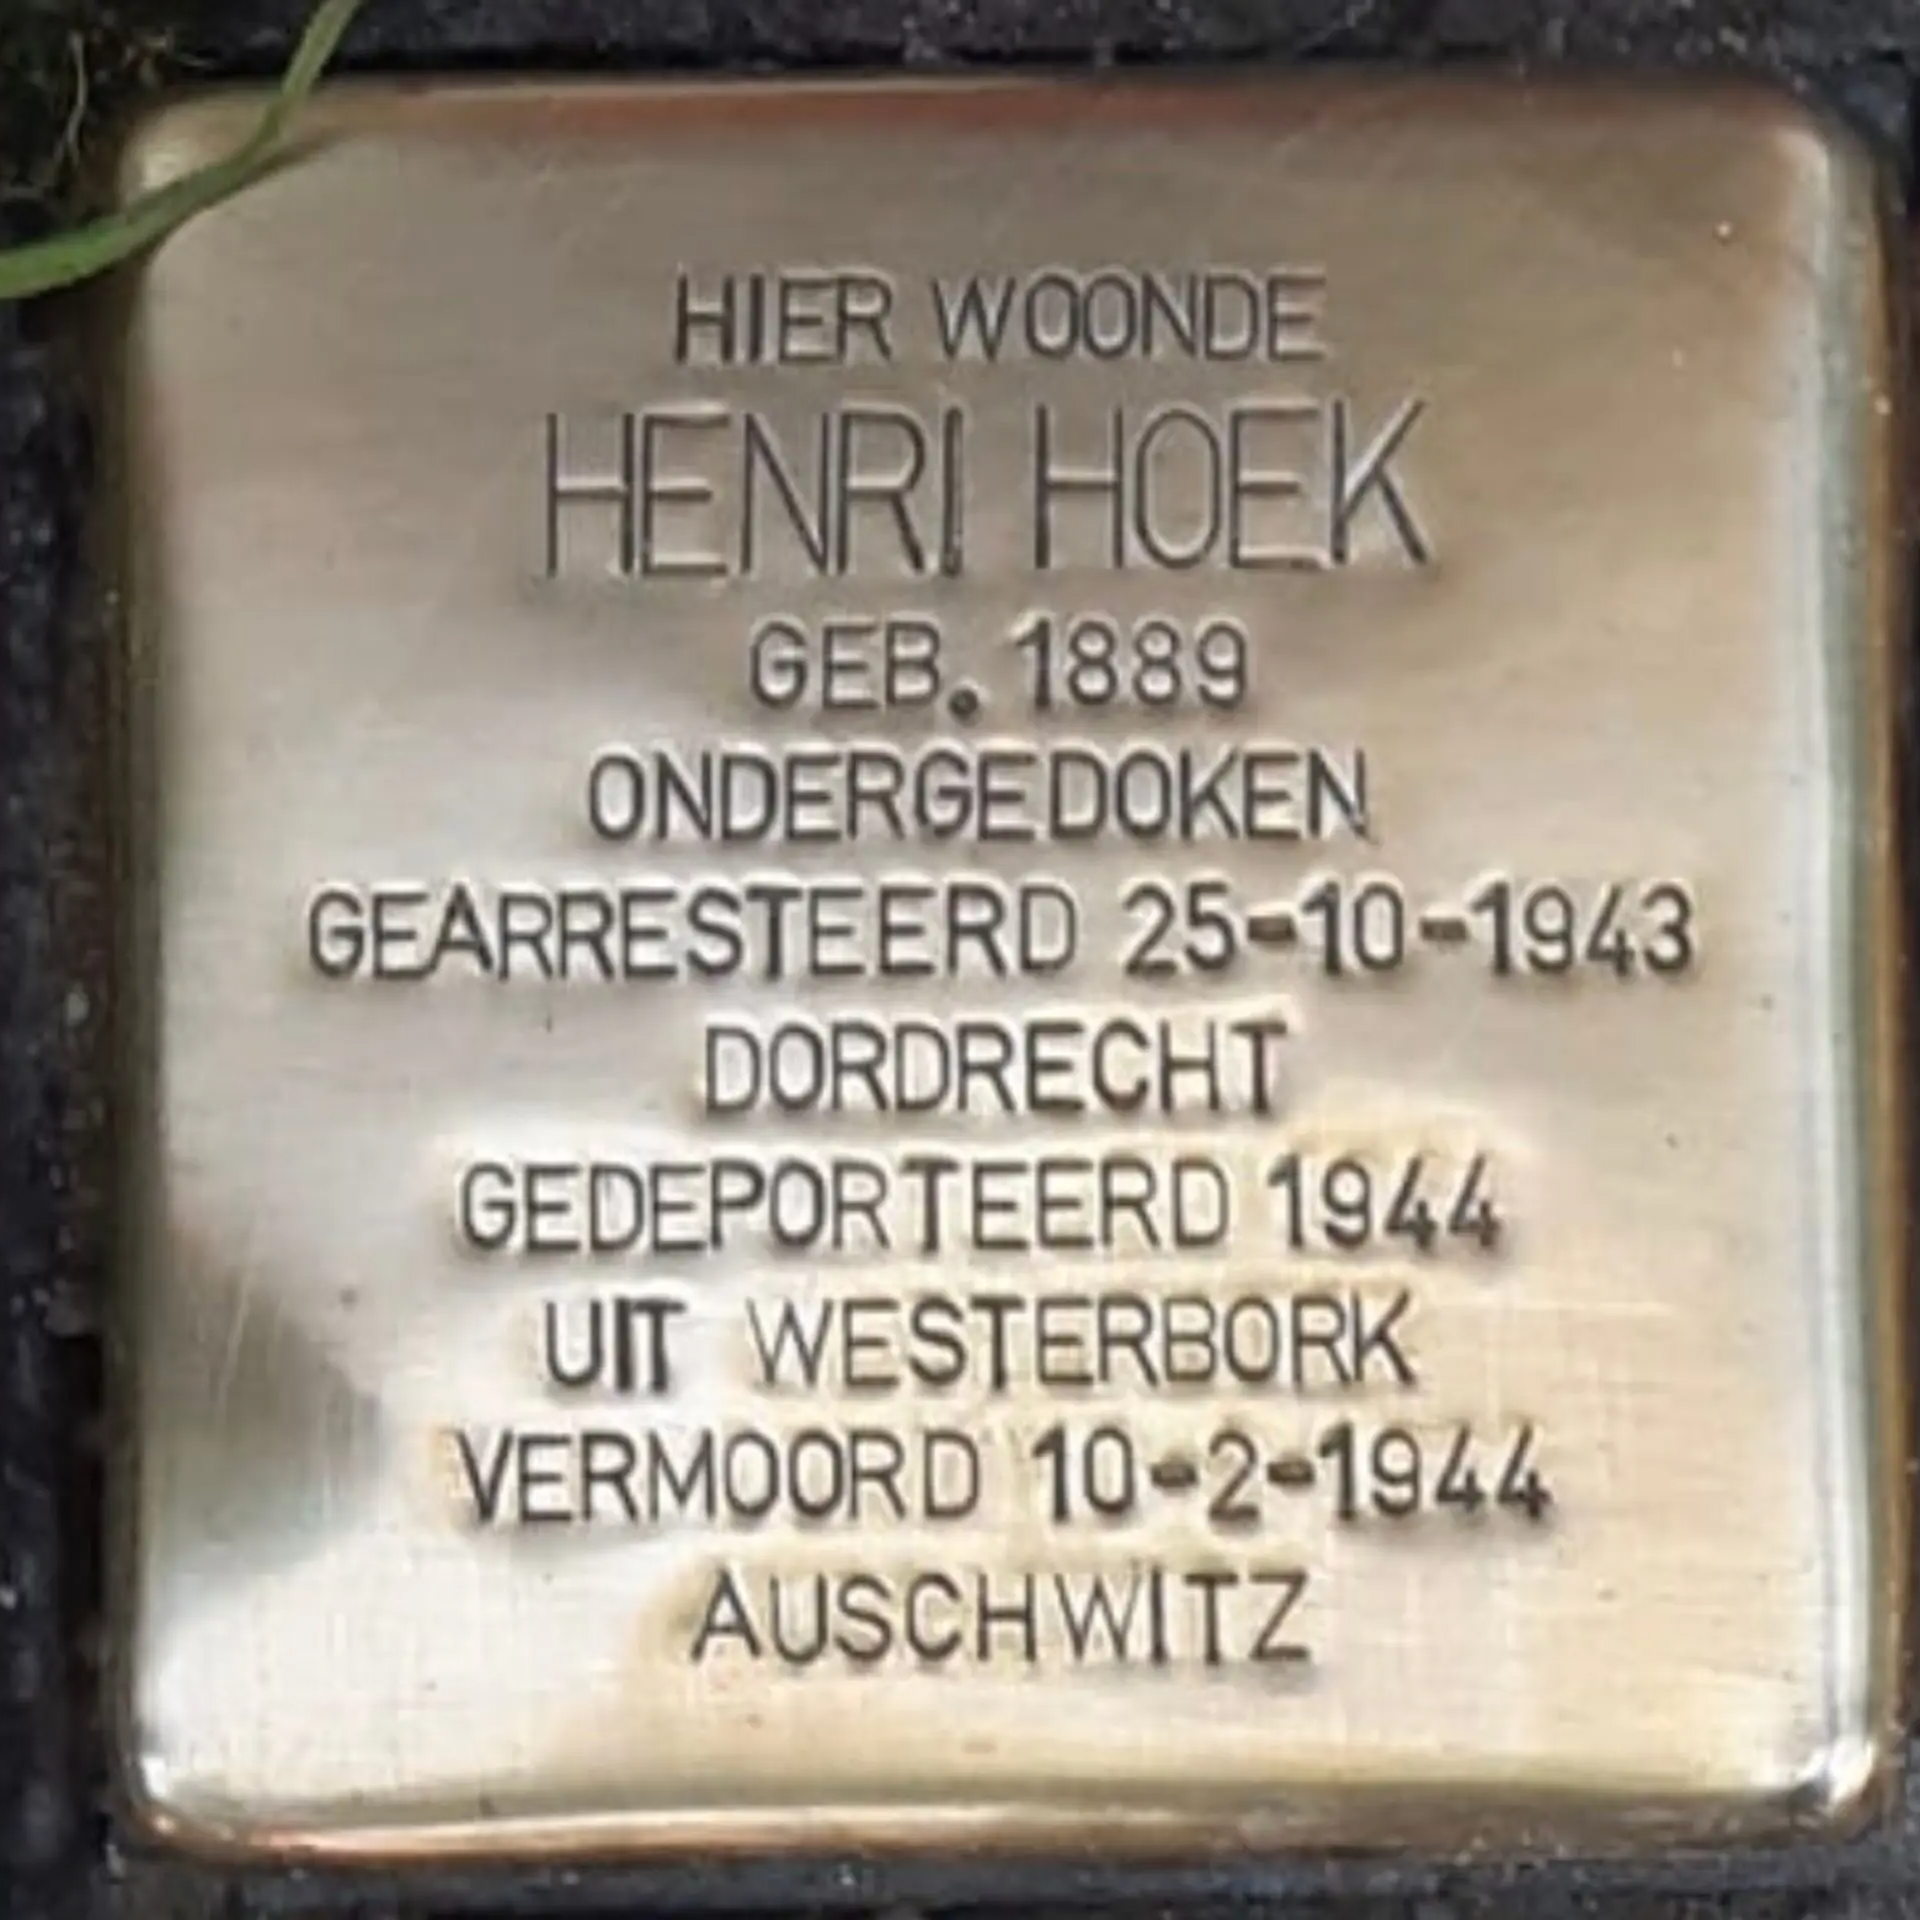 HIER WOONDE
HENRI HOEK
GEB. 1889
ONDERGEDOKEN
GEARRESTEERD 25-10-1943
DORDRECHT
GEDEPORTEERD 1944
UIT WESTERBORK
VERMOORD 10-2-1944
AUSCHWITZ